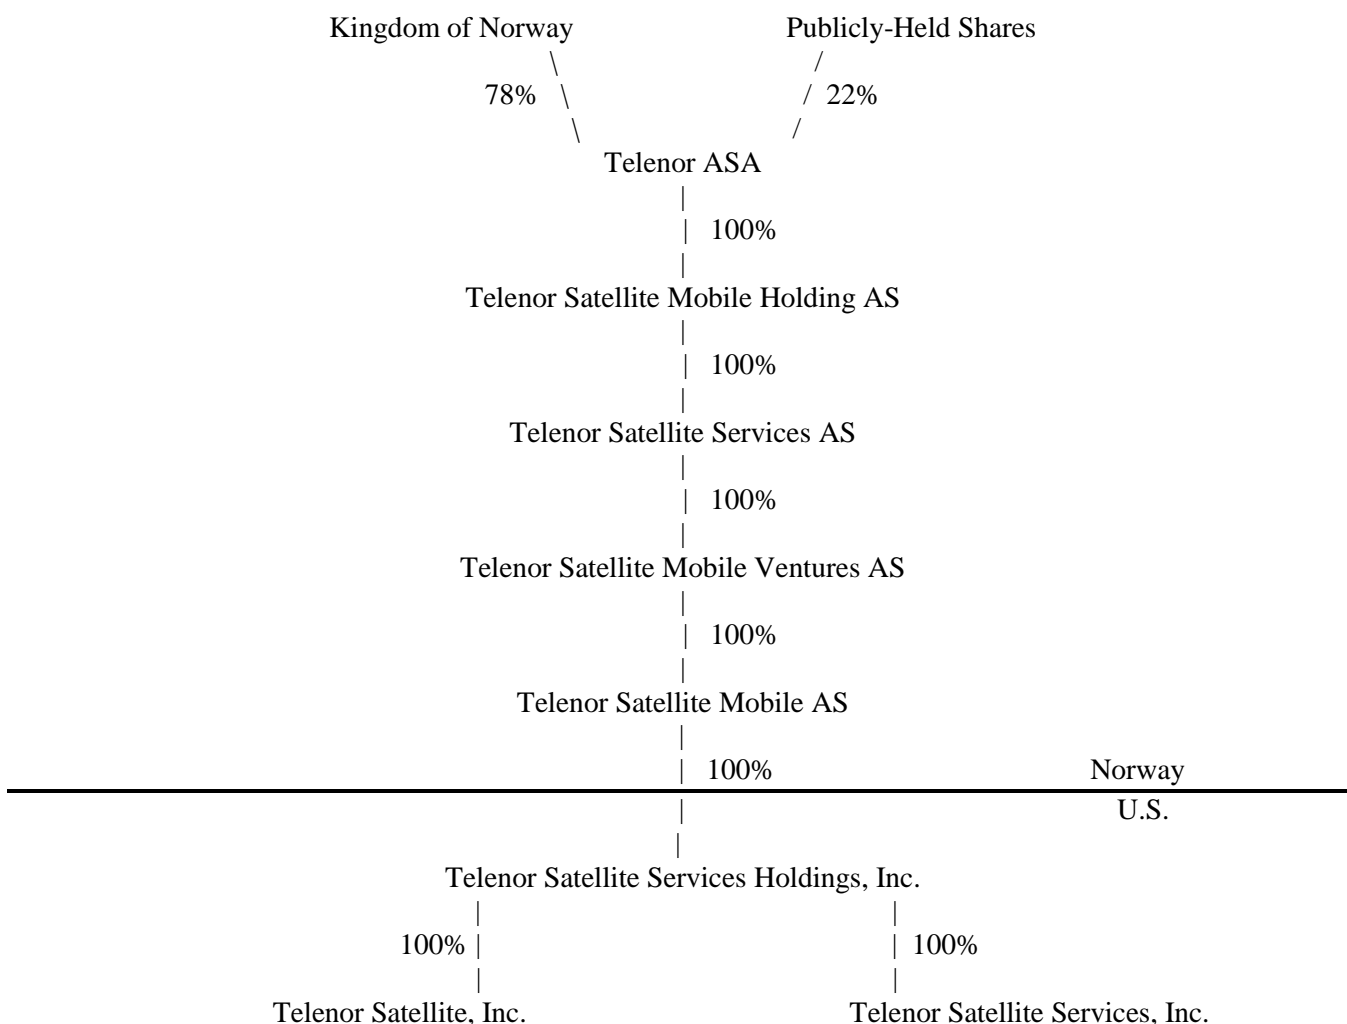 Kingdom of Norway Publicly-Held Shares
\ /
78% \ / 22%
\ /
Telenor ASA
|
| 100%
|
Telenor Satellite Mobile Holding AS
|
| 100%
|
Telenor Satellite Services AS
|
| 100%
|
Telenor Satellite Mobile Ventures AS
|
| 100%
|
Telenor Satellite Mobile AS
|
| 100% Norway
| U.S.
|
Telenor Satellite Services Holdings, Inc.
| |
100% | | 100%
| |
Telenor Satellite, Inc. Telenor Satellite Services, Inc.